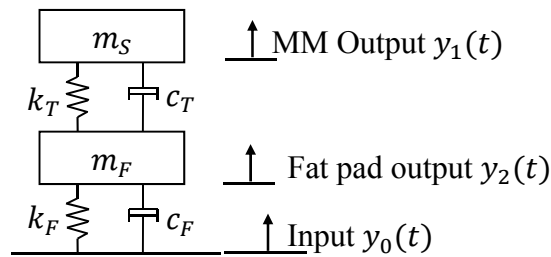 m_S
MM Output y_1(t)
k_T
c_T
m_F
Fat pad output y_2(t)
k_F
c_F
Input y_0(t)